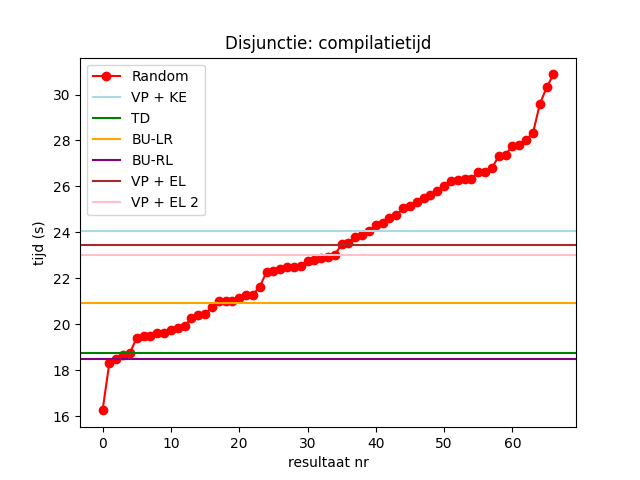 Disjunctie: compilatietijd
Random
VP + KE
TD
BU-LR
BU-RL
VP + EL
VP + EL 2
tijd (s)
30
28
26
24
22
20
18
16
0 10 20 30 40 50 60
resultaat nr